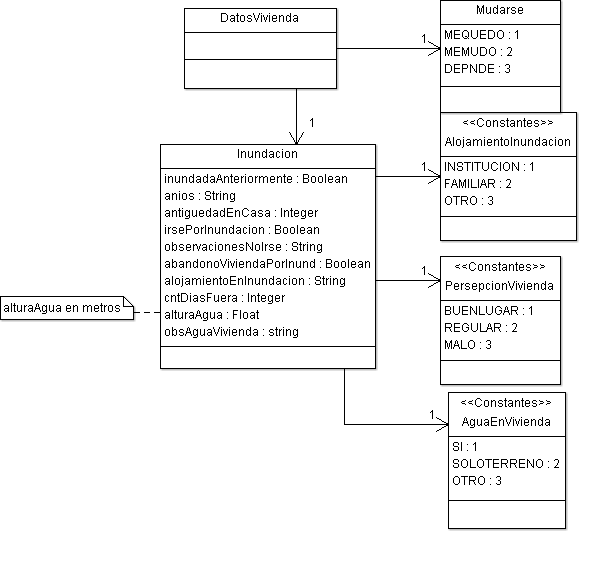 DatosVivienda
1
1
Mudarse
MEQUEDO : 1
MEMUDO : 2
DEPNDE : 3
Inundacion
inundadaAnteriormente : Boolean
anios : String
antiguedadEnCasa : Integer
irsePorInundacion : Boolean
observacionesNoIrse : String
abandonoViviendaPorInund : Boolean
alojamientoEnInundacion : String
cntDiasFuera : Integer
alturaAgua : Float
obsAguaVivienda : string
alturaAgua en metros
1
<<Constantes>>
AlojamientoInundacion
INSTITUCION : 1
FAMILIAR : 2
OTRO : 3
1
<<Constantes>>
PersepcionVivienda
BUENLUGAR : 1
REGULAR : 2
MALO : 3
1
<<Constantes>>
AguaEnVivienda
SI : 1
SOLOTERRENO : 2
OTRO : 3